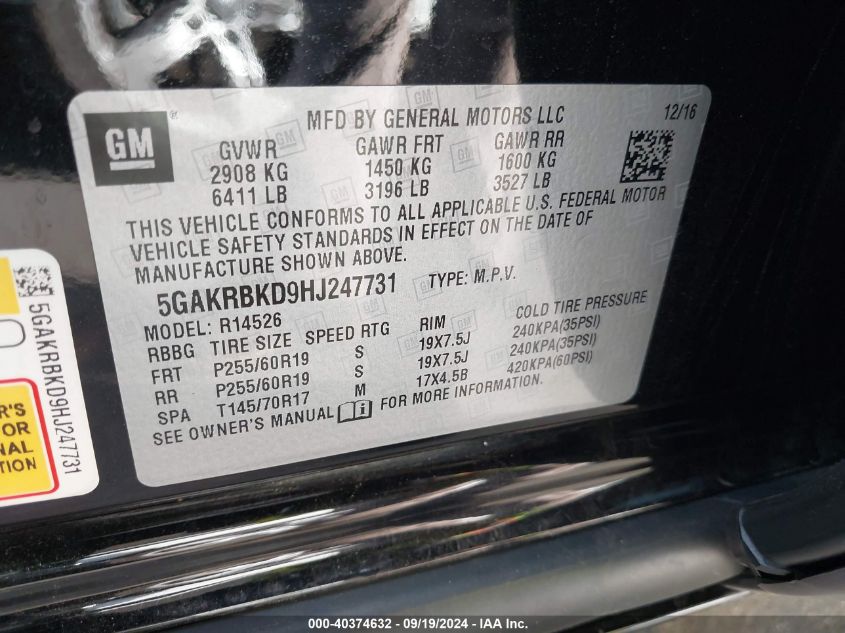 MFD BY GENERAL MOTORS LLC 12/16
GM
GVWR GAWR FRT GAWR RR
2908 KG 1450 KG 1600 KG
6411 LB 3196 LB 3527 LB
THIS VEHICLE CONFORMS TO ALL APPLICABLE U.S. FEDERAL MOTOR
VEHICLE SAFETY STANDARDS IN EFFECT ON THE DATE OF
MANUFACTURE SHOWN ABOVE.
5GAKRBKD9HJ247731 TYPE: M.P.V.
MODEL: R14526
RBBG TIRE SIZE SPEED RTG RIM COLD TIRE PRESSURE
FRT P255/60R19 S 19X7.5J 240KPA(35PSI)
RR P255/60R19 S 19X7.5J 240KPA(35PSI)
SPA T145/70R17 M 17X4.5B 420KPA(60PSI)
SEE OWNER'S MANUAL FOR MORE INFORMATION.
5GAKRBKD9HJ247731
R'S
OR
NAL
TION
000-40374632 - 09/19/2024 - IAA Inc.